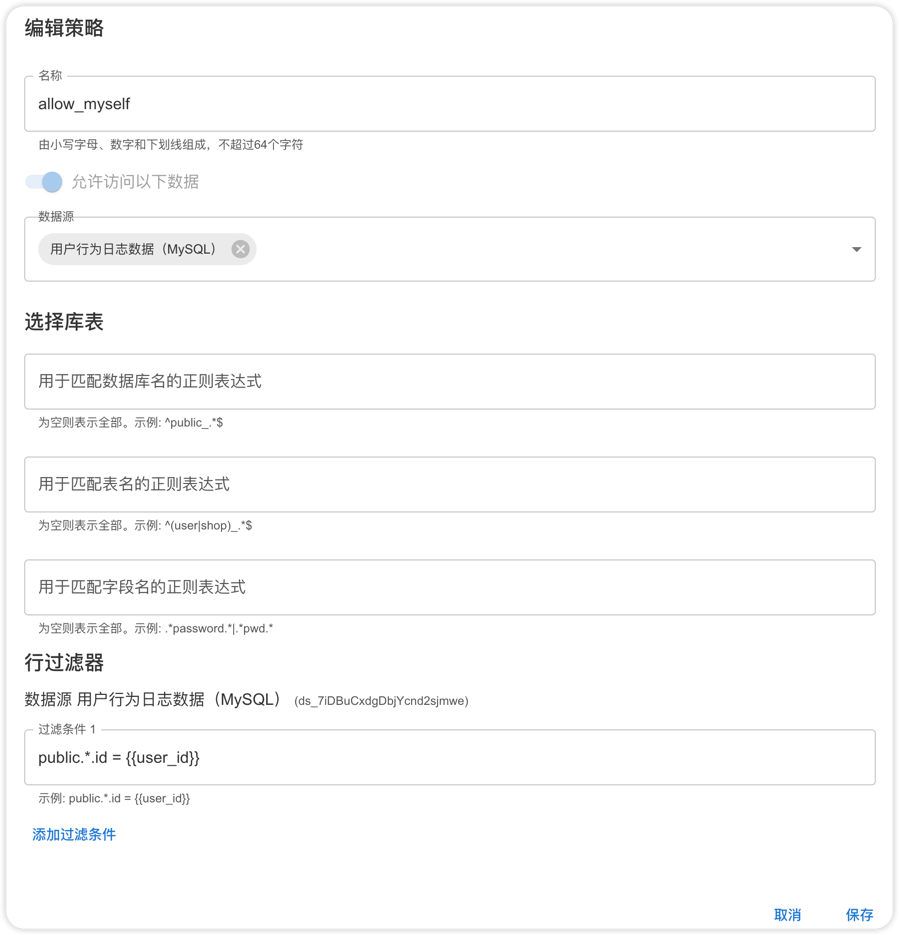 编辑策略
名称
allow_myself
由小写字母、数字和下划线组成，不超过64个字符
允许访问以下数据
数据源
用户行为日志数据（MySQL）
选择库表
用于匹配数据库名的正则表达式
为空则表示全部。示例: ^public_.*$
用于匹配表名的正则表达式
为空则表示全部。示例: ^(user|shop)_.*$
用于匹配字段名的正则表达式
为空则表示全部。示例: .*password.*|.*pwd.*
行过滤器
数据源 用户行为日志数据（MySQL） (ds_7iDBuCxdgDbjYcnd2sjmwe)
过滤条件 1
public.*.id = {{user_id}}
示例: public.*.id = {{user_id}}
添加过滤条件
取消 保存